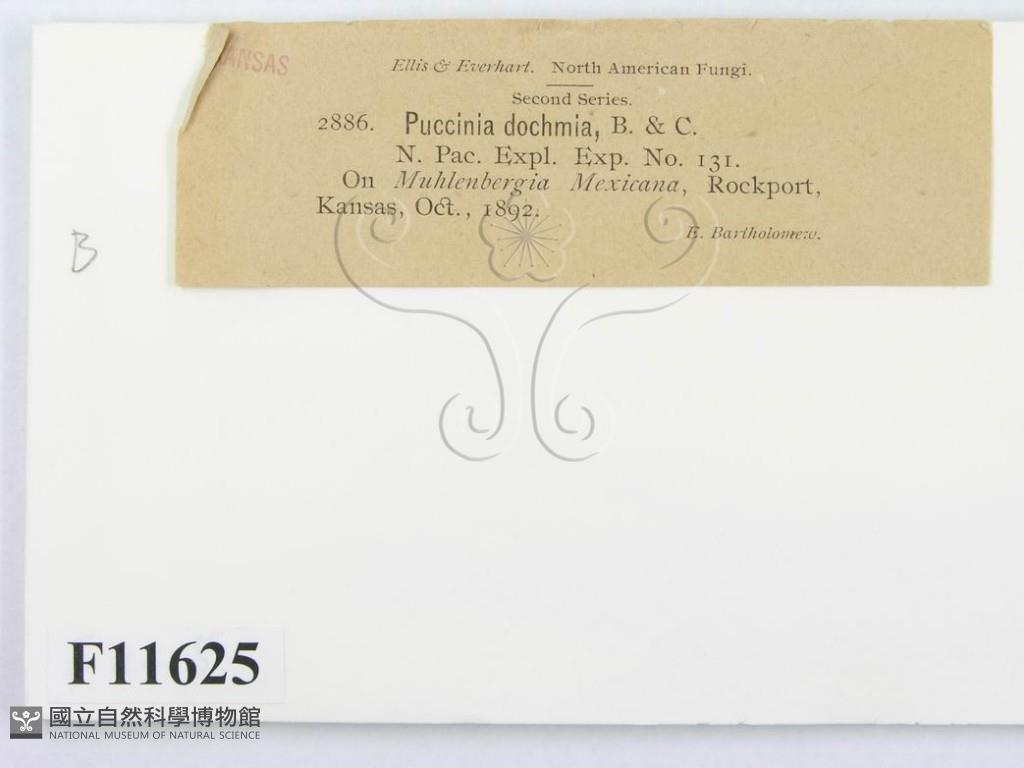 KANSAS
Ellis & Everhart. North American Fungi.
Second Series.
2886. Puccinia dochmia, B. & C.
N. Pac. Expl. Exp. No. 131.
On Muhlenbergia Mexicana, Rockport,
Kansas, Oct., 1892.
E. Bartholomew.
B
F11625
國立自然科學博物館
NATIONAL MUSEUM OF NATURAL SCIENCE